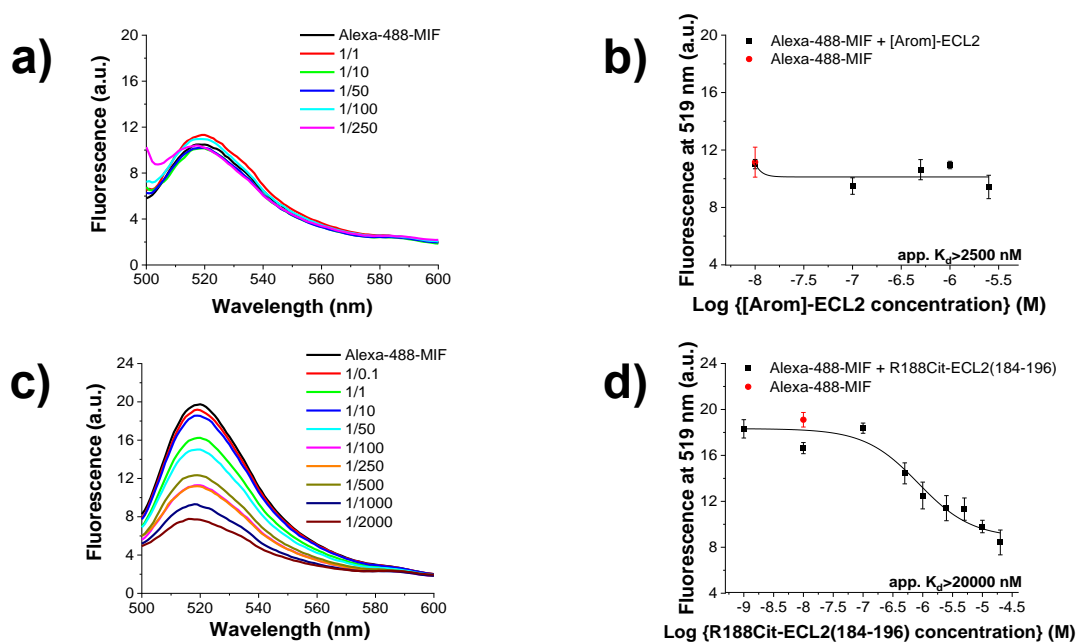 a)
Fluorescence (a.u.)
20
16
12
8
4
0
500 520 540 560 580 600
Wavelength (nm)
Alexa-488-MIF
1/1
1/10
1/50
1/100
1/250
b)
Fluorescence at 519 nm (a.u.)
20
16
12
8
4
-8 -7.5 -7 -6.5 -6 -5.5
Log {[Arom]-ECL2 concentration} (M)
Alexa-488-MIF + [Arom]-ECL2
Alexa-488-MIF
app. Kd>2500 nM
c)
Fluorescence (a.u.)
24
20
16
12
8
4
0
500 520 540 560 580 600
Wavelength (nm)
Alexa-488-MIF
1/0.1
1/1
1/10
1/50
1/100
1/250
1/500
1/1000
1/2000
d)
Fluorescence at 519 nm (a.u.)
24
20
16
12
8
4
-9 -8.5 -8 -7.5 -7 -6.5 -6 -5.5 -5 -4.5
Log {R188Cit-ECL2(184-196) concentration} (M)
Alexa-488-MIF + R188Cit-ECL2(184-196)
Alexa-488-MIF
app. Kd>20000 nM